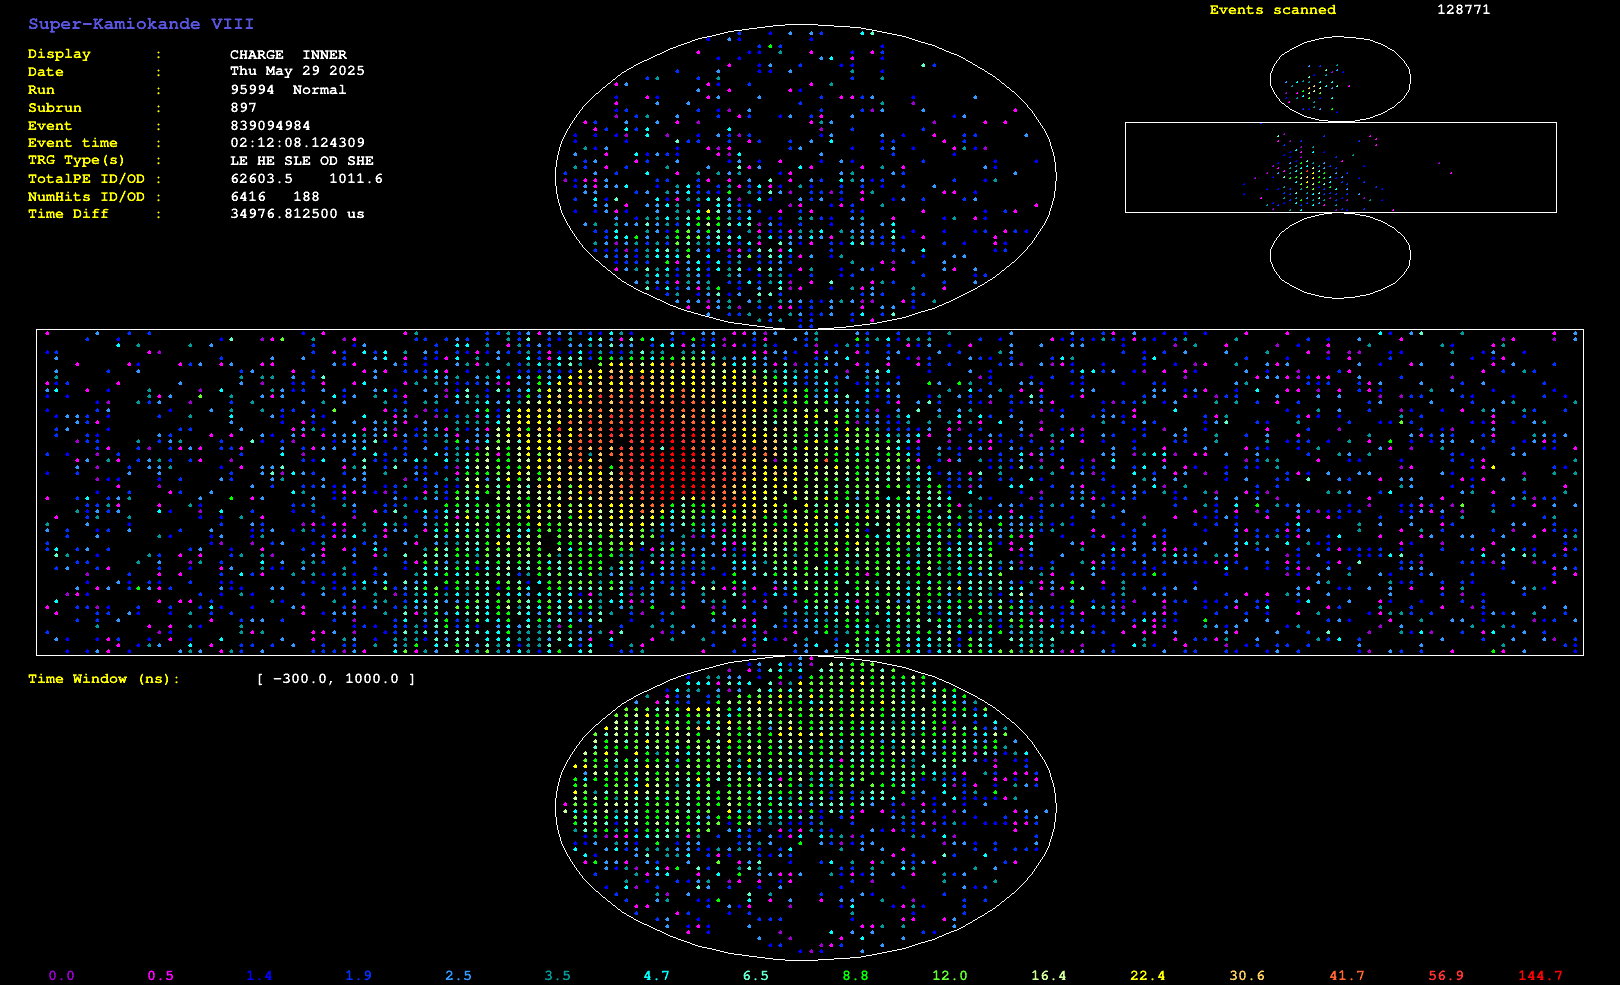 Super-Kamiokande VIII
Events scanned 128771
Display : CHARGE INNER
Date : Thu May 29 2025
Run : 95994 Normal
Subrun : 897
Event : 839094984
Event time : 02:12:08.124309
TRG Type(s) : LE HE SLE OD SHE
TotalPE ID/OD : 62603.5 1011.6
NumHits ID/OD : 6416 188
Time Diff : 34976.812500 us
Time Window (ns): [ −300.0, 1000.0 ]
0.0 0.5 1.4 1.9 2.5 3.5 4.7 6.5 8.8 12.0 16.4 22.4 30.6 41.7 56.9 144.7